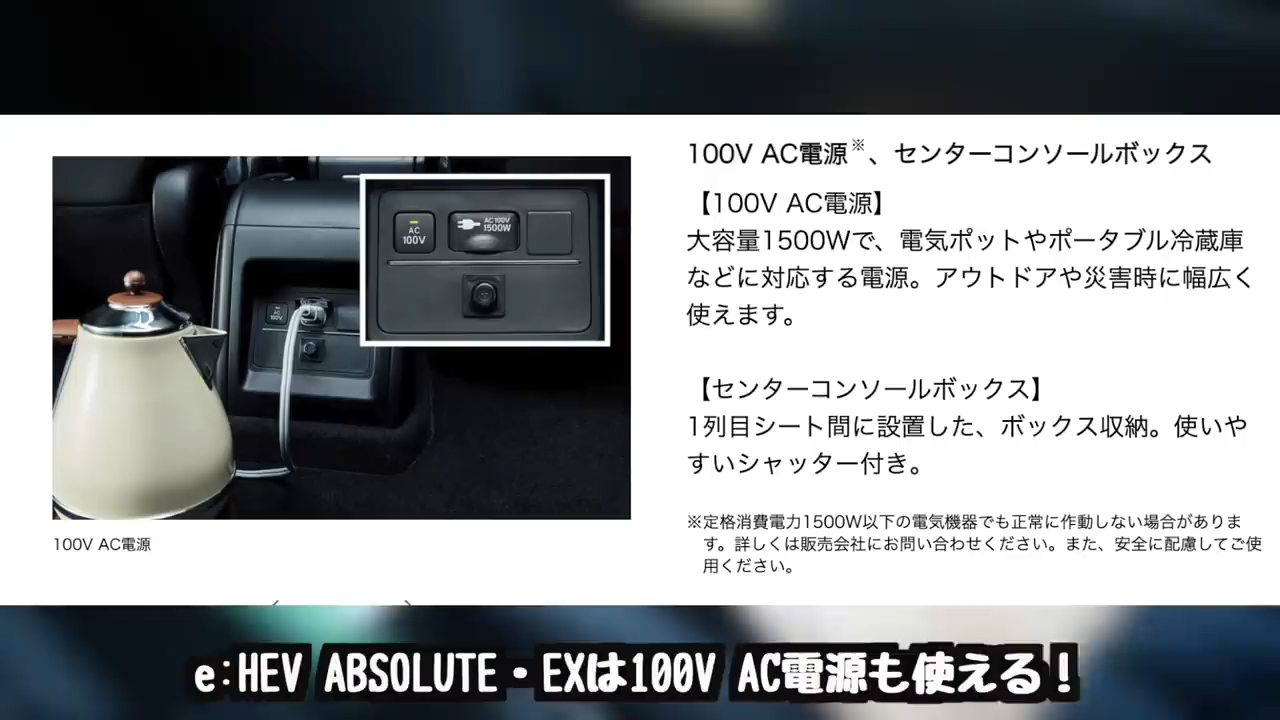 100V AC電源※、センターコンソールボックス
【100V AC電源】
大容量1500Wで、電気ポットやポータブル冷蔵庫
などに対応する電源。アウトドアや災害時に幅広く
使えます。
【センターコンソールボックス】
1列目シート間に設置した、ボックス収納。使いや
すいシャッター付き。
※定格消費電力1500W以下の電気機器でも正常に作動しない場合がありま
す。詳しくは販売会社にお問い合わせください。また、安全に配慮してご使
用ください。
AC
100V
AC100V
1500W
AC
100V
100V AC電源
e:HEV ABSOLUTE・EXは100V AC電源も使える！